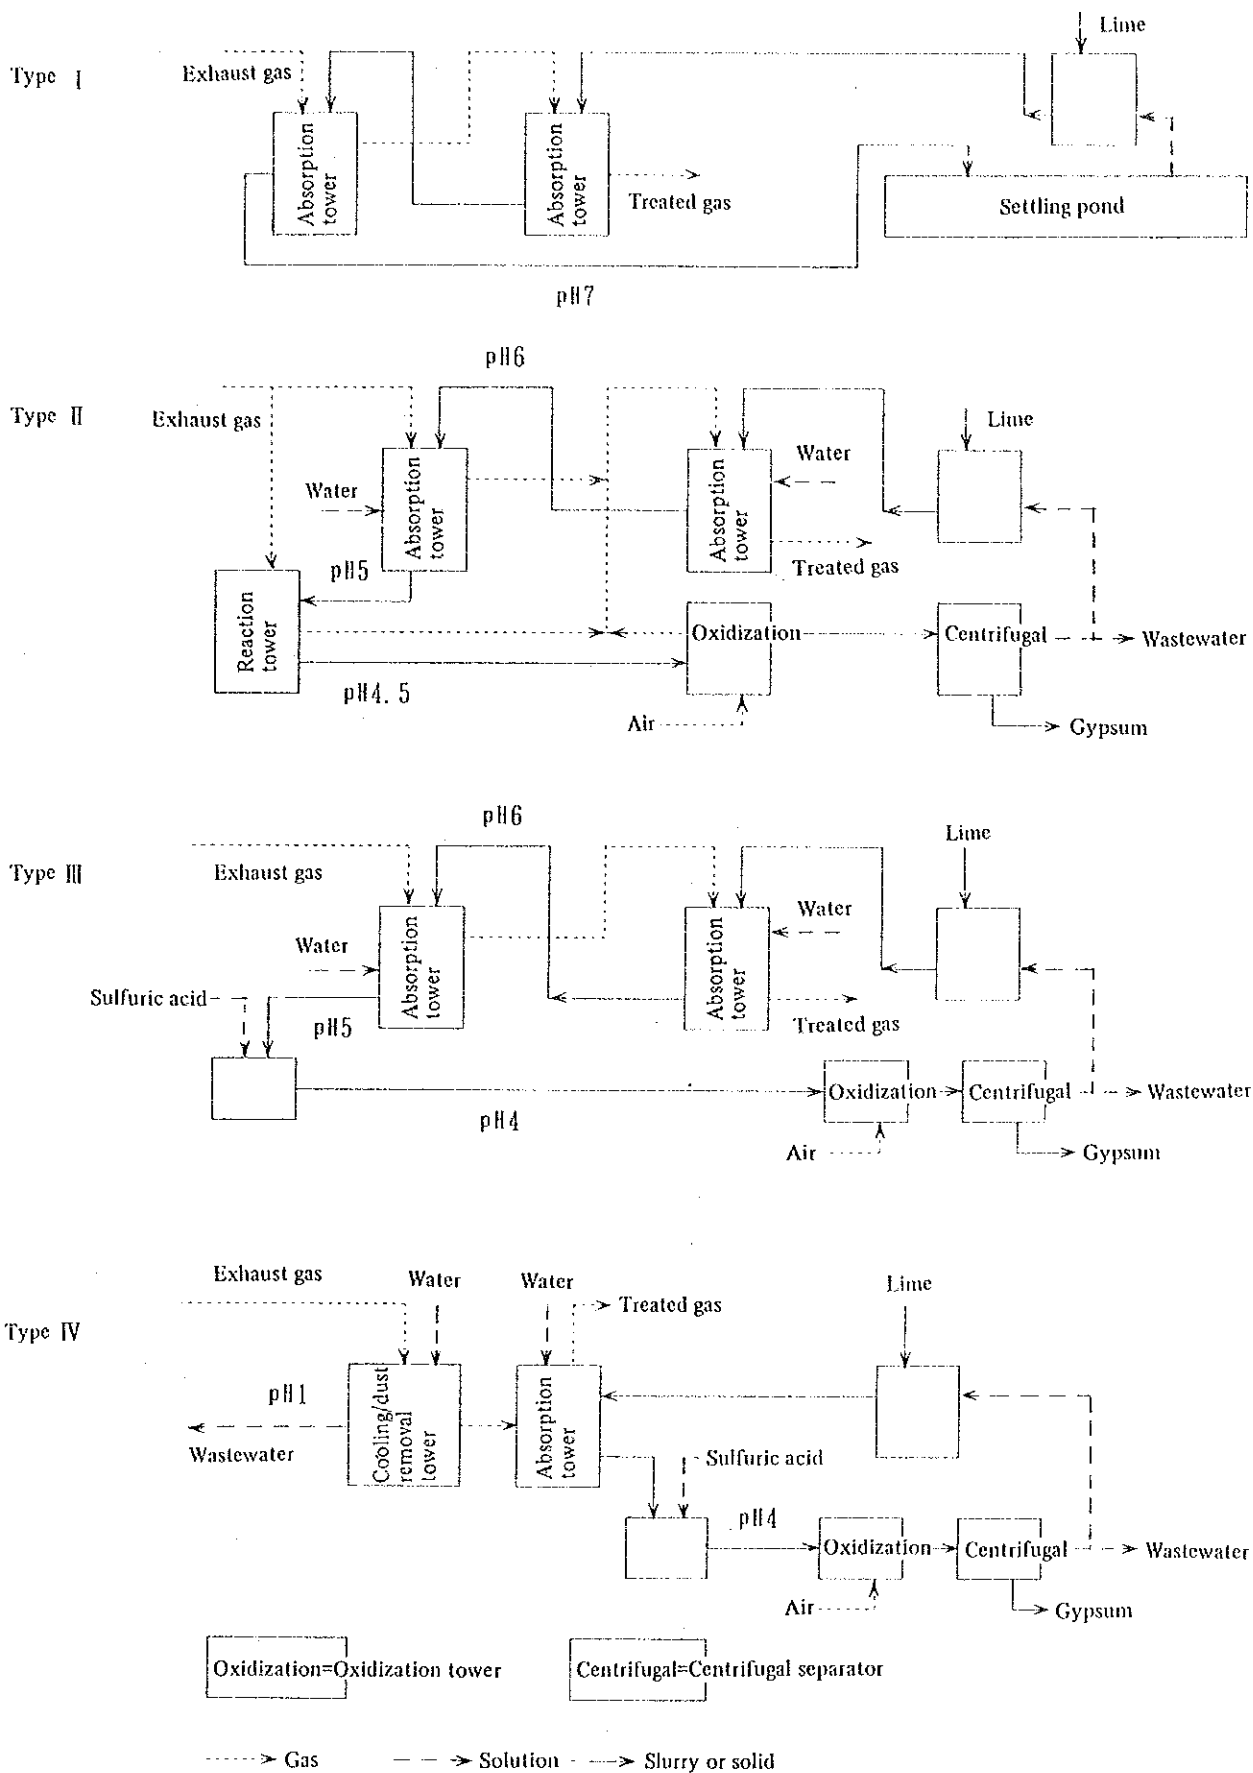 Lime
Type I
Exhaust gas
Absorption
tower
Absorption
tower
Treated gas
Settling pond
pH7
pH6
Type II
Exhaust gas
Lime
Water
Absorption
tower
Water
Absorption
tower
pH5
Treated gas
Reaction
tower
Oxidization
Centrifugal
Wastewater
pH4.5
Air
Gypsum
pH6
Lime
Type III
Exhaust gas
Water
Absorption
tower
Water
Absorption
tower
Sulfuric acid
pH5
Treated gas
Oxidization
Centrifugal
Wastewater
pH4
Air
Gypsum
Exhaust gas
Water
Water
Treated gas
Lime
Type IV
pH1
Cooling/dust
removal
tower
Absorption
tower
Wastewater
Sulfuric acid
pH4
Oxidization
Centrifugal
Wastewater
Air
Gypsum
Oxidization=Oxidization tower
Centrifugal=Centrifugal separator
Gas
Solution
Slurry or solid